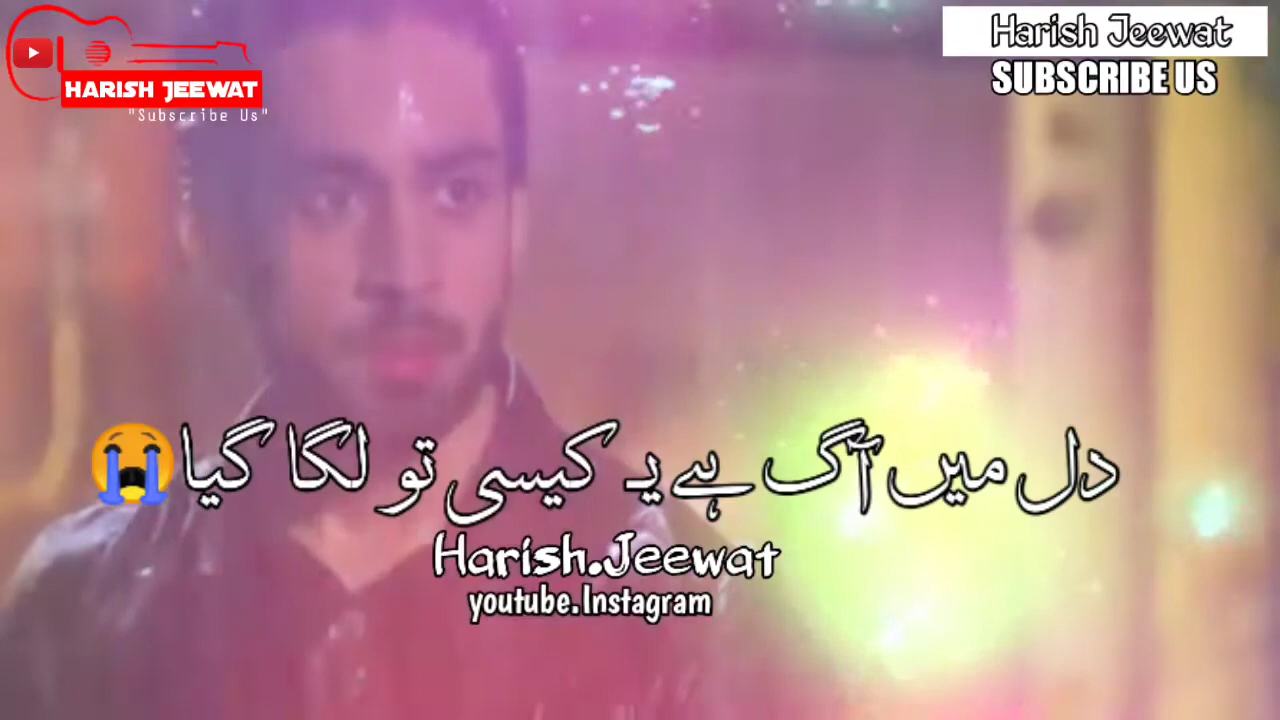 HARISH JEEWAT
"Subscribe Us"
Harish Jeewat
SUBSCRIBE US
دل میں آگ ہے یہ کیسی تو لگا گیا😭
Harish.Jeewat
youtube.Instagram